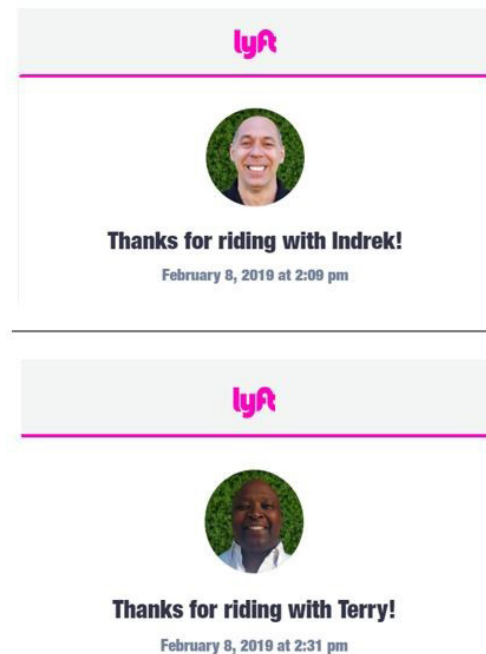 lyft
Thanks for riding with Indrek!
February 8, 2019 at 2:09 pm
lyft
Thanks for riding with Terry!
February 8, 2019 at 2:31 pm